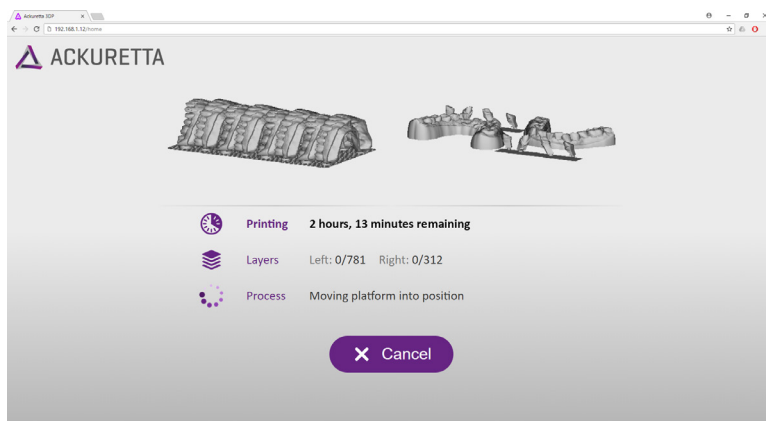 Ackuretta 3DP
192.168.1.12/home
ACKURETTA
Printing 2 hours, 13 minutes remaining
Layers Left: 0/781 Right: 0/312
Process Moving platform into position
Cancel